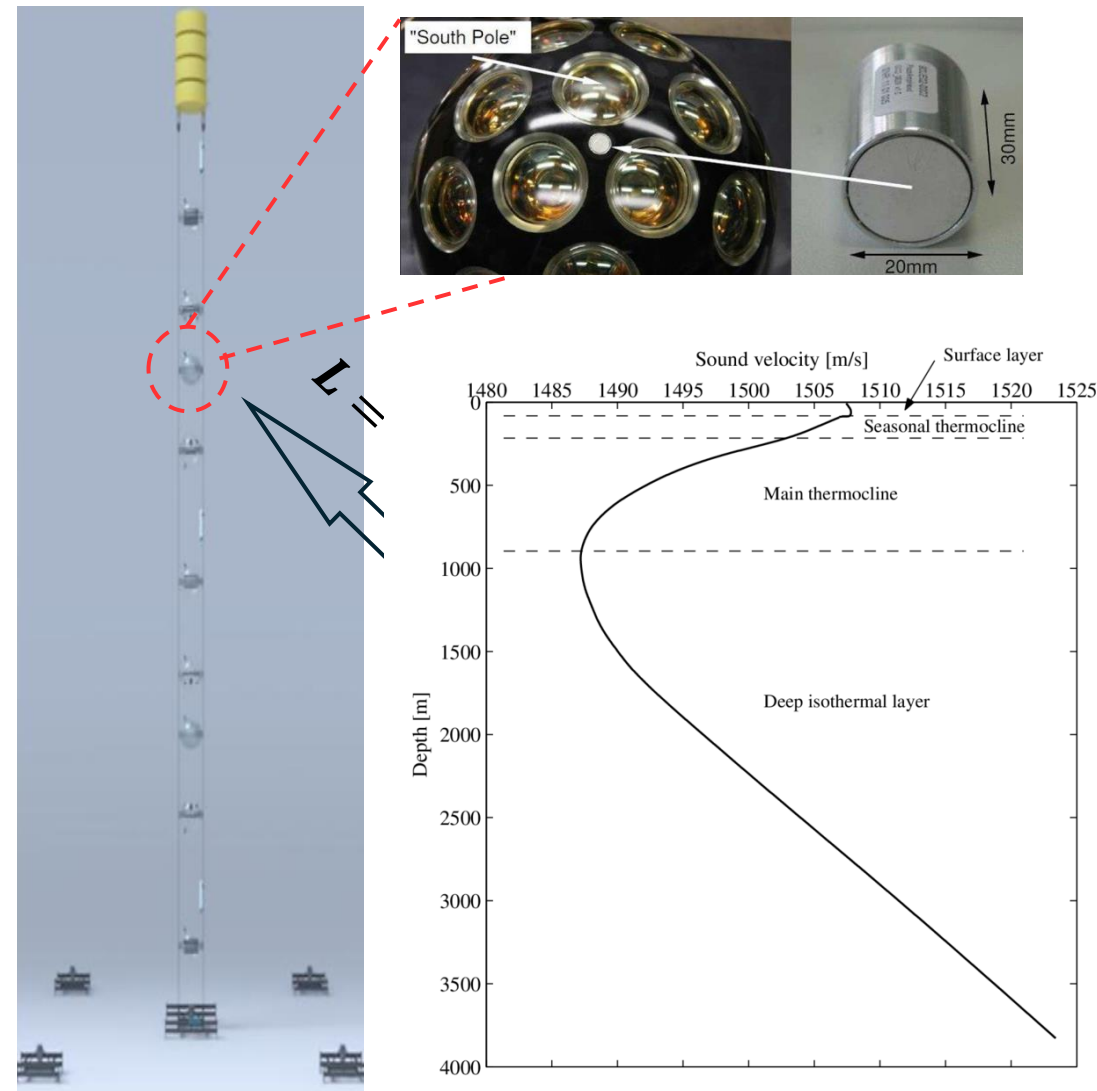 "South Pole"
30mm
20mm
L =
Sound velocity [m/s]
Surface layer
1480 1485 1490 1495 1500 1505 1510 1515 1520 1525
0
Seasonal thermocline
500
Main thermocline
1000
1500
Deep isothermal layer
Depth [m]
2000
2500
3000
3500
4000